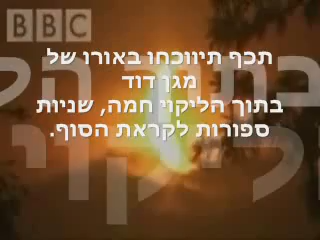 BBC
תכף תיווכחו באורו של
מגן דוד
בתוך הליקוי חמה, שניות
ספורות לקראת הסוף.